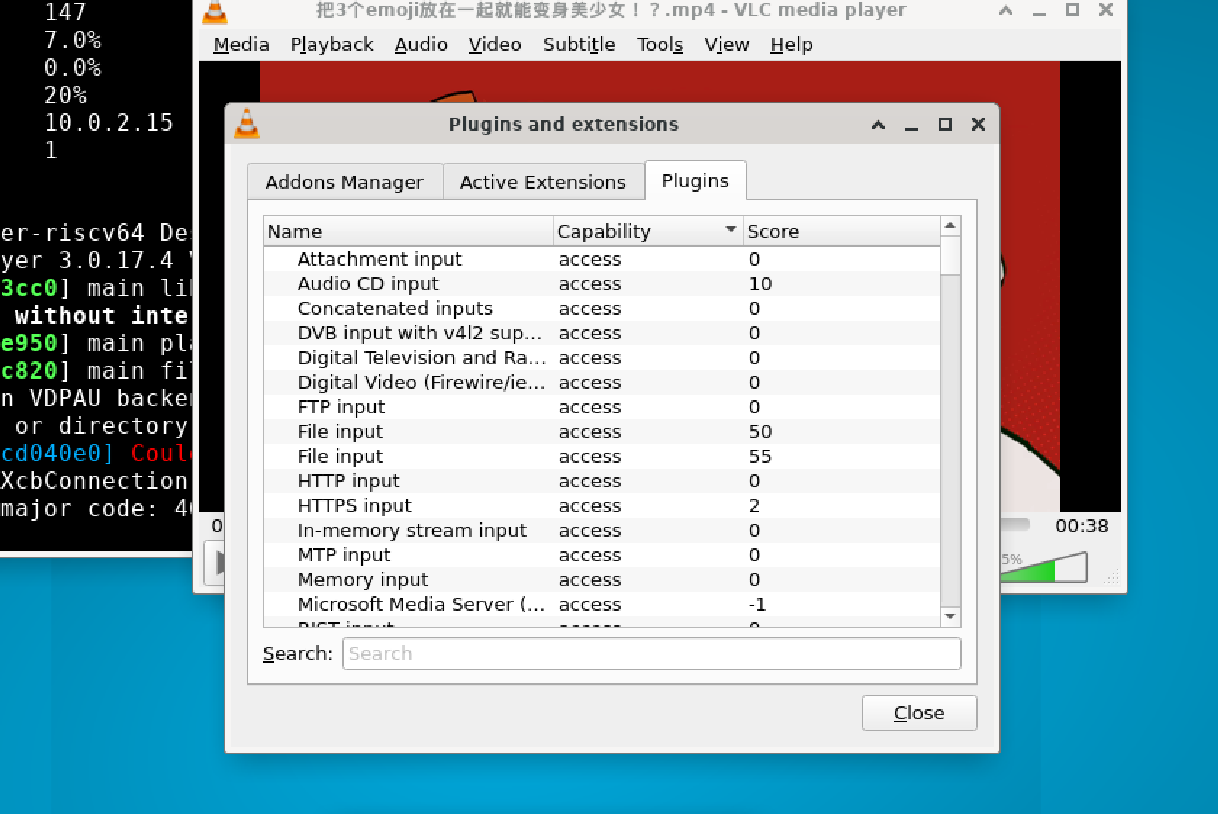 147
7.0%
0.0%
20%
10.0.2.15
1
er-riscv64 De
yer 3.0.17.4
3cc0] main li
without inte
e950] main pla
c820] main fi
n VDPAU backe
or directory
cd040e0] Coul
XcbConnection
major code: 4
把3个emoji放在一起就能变身美少女！？.mp4 - VLC media player
Media Playback Audio Video Subtitle Tools View Help
Plugins and extensions
Addons Manager Active Extensions Plugins
Name Capability Score
Attachment input access 0
Audio CD input access 10
Concatenated inputs access 0
DVB input with v4l2 sup... access 0
Digital Television and Ra... access 0
Digital Video (Firewire/ie... access 0
FTP input access 0
File input access 50
File input access 55
HTTP input access 0
HTTPS input access 2
In-memory stream input access 0
MTP input access 0
Memory input access 0
Microsoft Media Server (... access -1
Search: Search
Close
00:38
5%